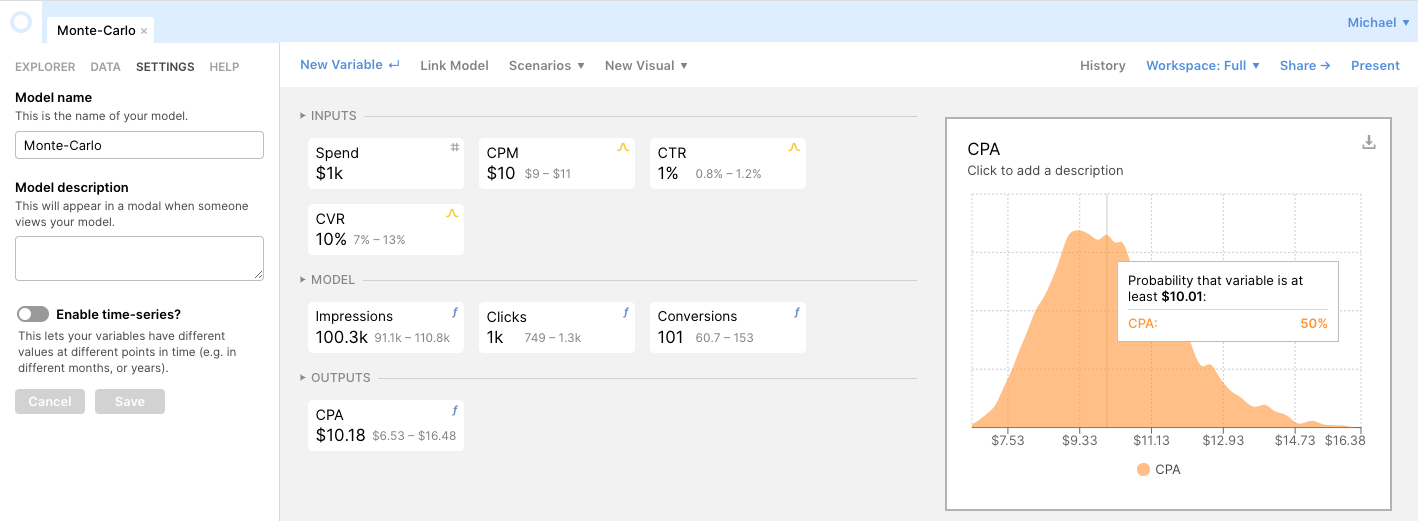 Monte-Carlo ×
Michael ▼
EXPLORER DATA SETTINGS HELP
Model name
This is the name of your model.
Monte-Carlo
Model description
This will appear in a modal when someone
views your model.
Enable time-series?
This lets your variables have different
values at different points in time (e.g. in
different months, or years).
Cancel Save
New Variable ↵ Link Model Scenarios ▼ New Visual ▼
History Workspace: Full ▼ Share → Present
▸ INPUTS
Spend #
$1k
CPM
$10 $9 – $11
CTR
1% 0.8% – 1.2%
CVR
10% 7% – 13%
▸ MODEL
Impressions f
100.3k 91.1k – 110.8k
Clicks f
1k 749 – 1.3k
Conversions f
101 60.7 – 153
▸ OUTPUTS
CPA f
$10.18 $6.53 – $16.48
CPA
Click to add a description
Probability that variable is at
least $10.01:
CPA: 50%
$7.53 $9.33 $11.13 $12.93 $14.73 $16.38
CPA